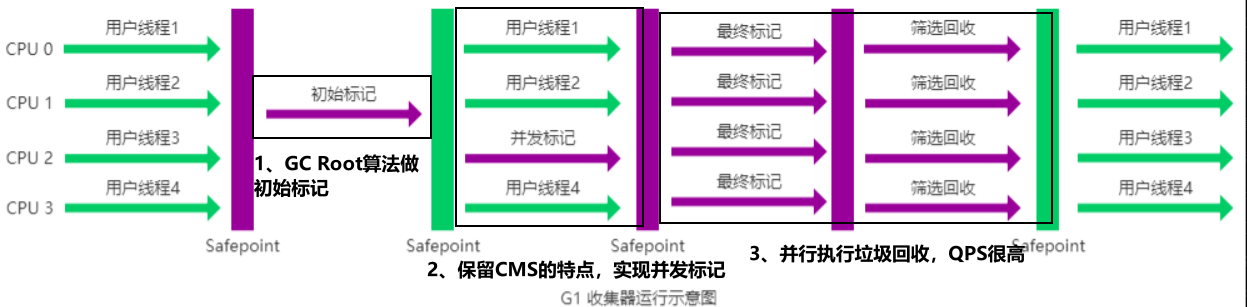 用户线程1 用户线程1 最终标记 筛选回收 用户线程1
CPU 0
用户线程2 初始标记 用户线程2 最终标记 筛选回收 用户线程2
CPU 1
用户线程3 并发标记 最终标记 筛选回收 用户线程3
CPU 2
1、GC Root算法做
初始标记
用户线程4 用户线程4 最终标记 筛选回收 用户线程4
CPU 3
Safepoint Safepoint Safepoint Safepoint
2、保留CMS的特点，实现并发标记
3、并行执行垃圾回收，QPS很高
G1 收集器运行示意图